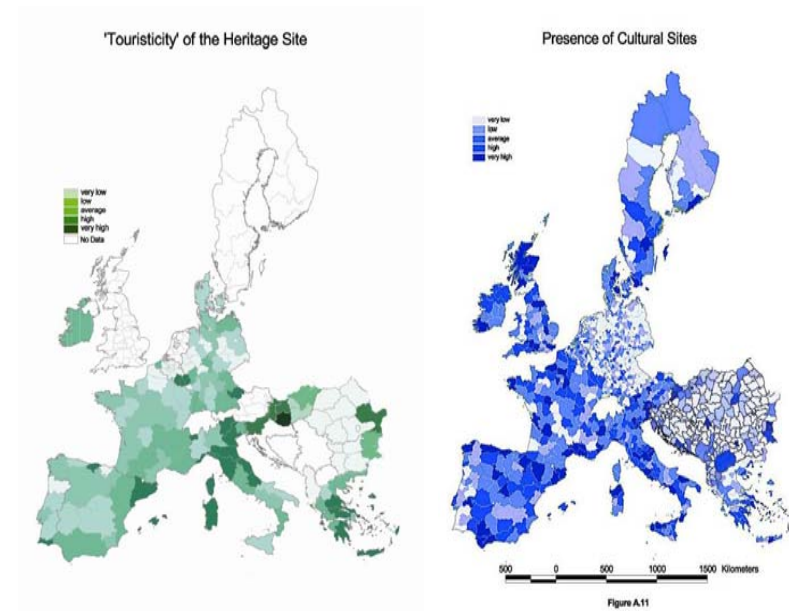 'Touristicity' of the Heritage Site
very low
low
average
high
very high
No Data
Presence of Cultural Sites
very low
low
average
high
very high
500 0 500 1000 1500 Kilometers
Figure A.11